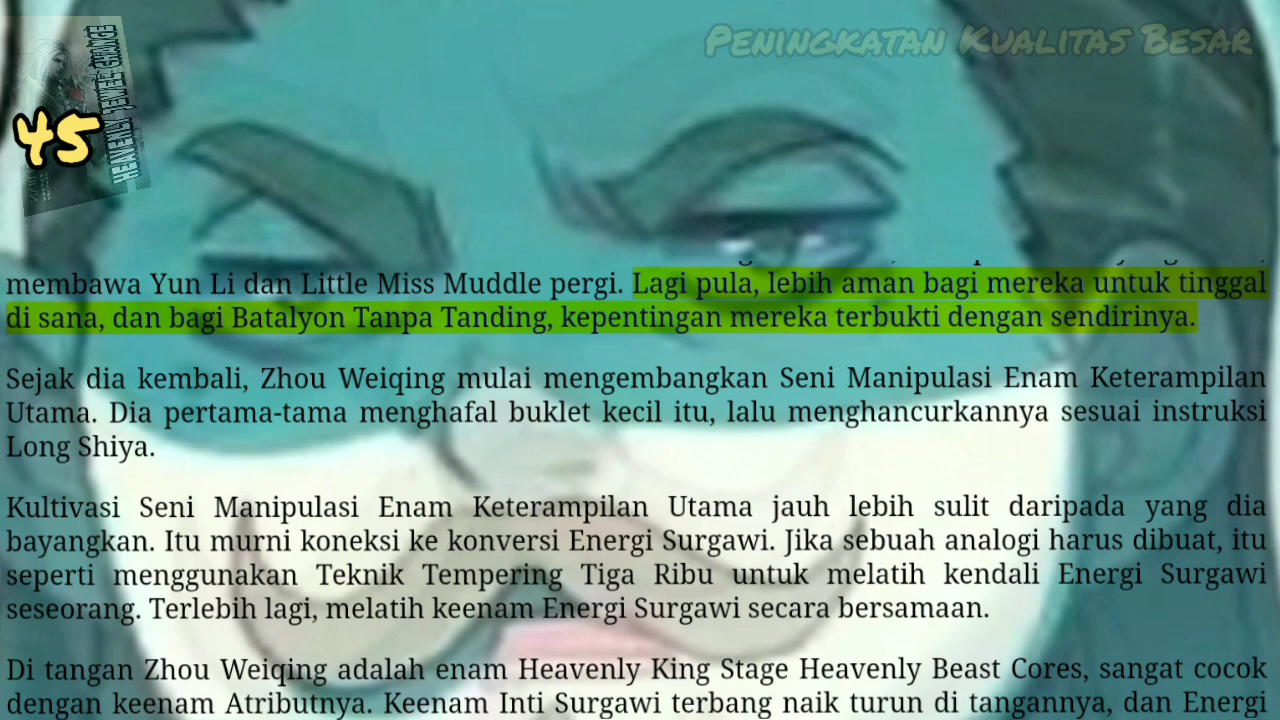 Peningkatan Kualitas Besar
HEAVENLY JEWEL CHANGE
45
membawa Yun Li dan Little Miss Muddle pergi. Lagi pula, lebih aman bagi mereka untuk tinggal
di sana, dan bagi Batalyon Tanpa Tanding, kepentingan mereka terbukti dengan sendirinya.
Sejak dia kembali, Zhou Weiqing mulai mengembangkan Seni Manipulasi Enam Keterampilan
Utama. Dia pertama-tama menghafal buklet kecil itu, lalu menghancurkannya sesuai instruksi
Long Shiya.
Kultivasi Seni Manipulasi Enam Keterampilan Utama jauh lebih sulit daripada yang dia
bayangkan. Itu murni koneksi ke konversi Energi Surgawi. Jika sebuah analogi harus dibuat, itu
seperti menggunakan Teknik Tempering Tiga Ribu untuk melatih kendali Energi Surgawi
seseorang. Terlebih lagi, melatih keenam Energi Surgawi secara bersamaan.
Di tangan Zhou Weiqing adalah enam Heavenly King Stage Heavenly Beast Cores, sangat cocok
dengan keenam Atributnya. Keenam Inti Surgawi terbang naik turun di tangannya, dan Energi